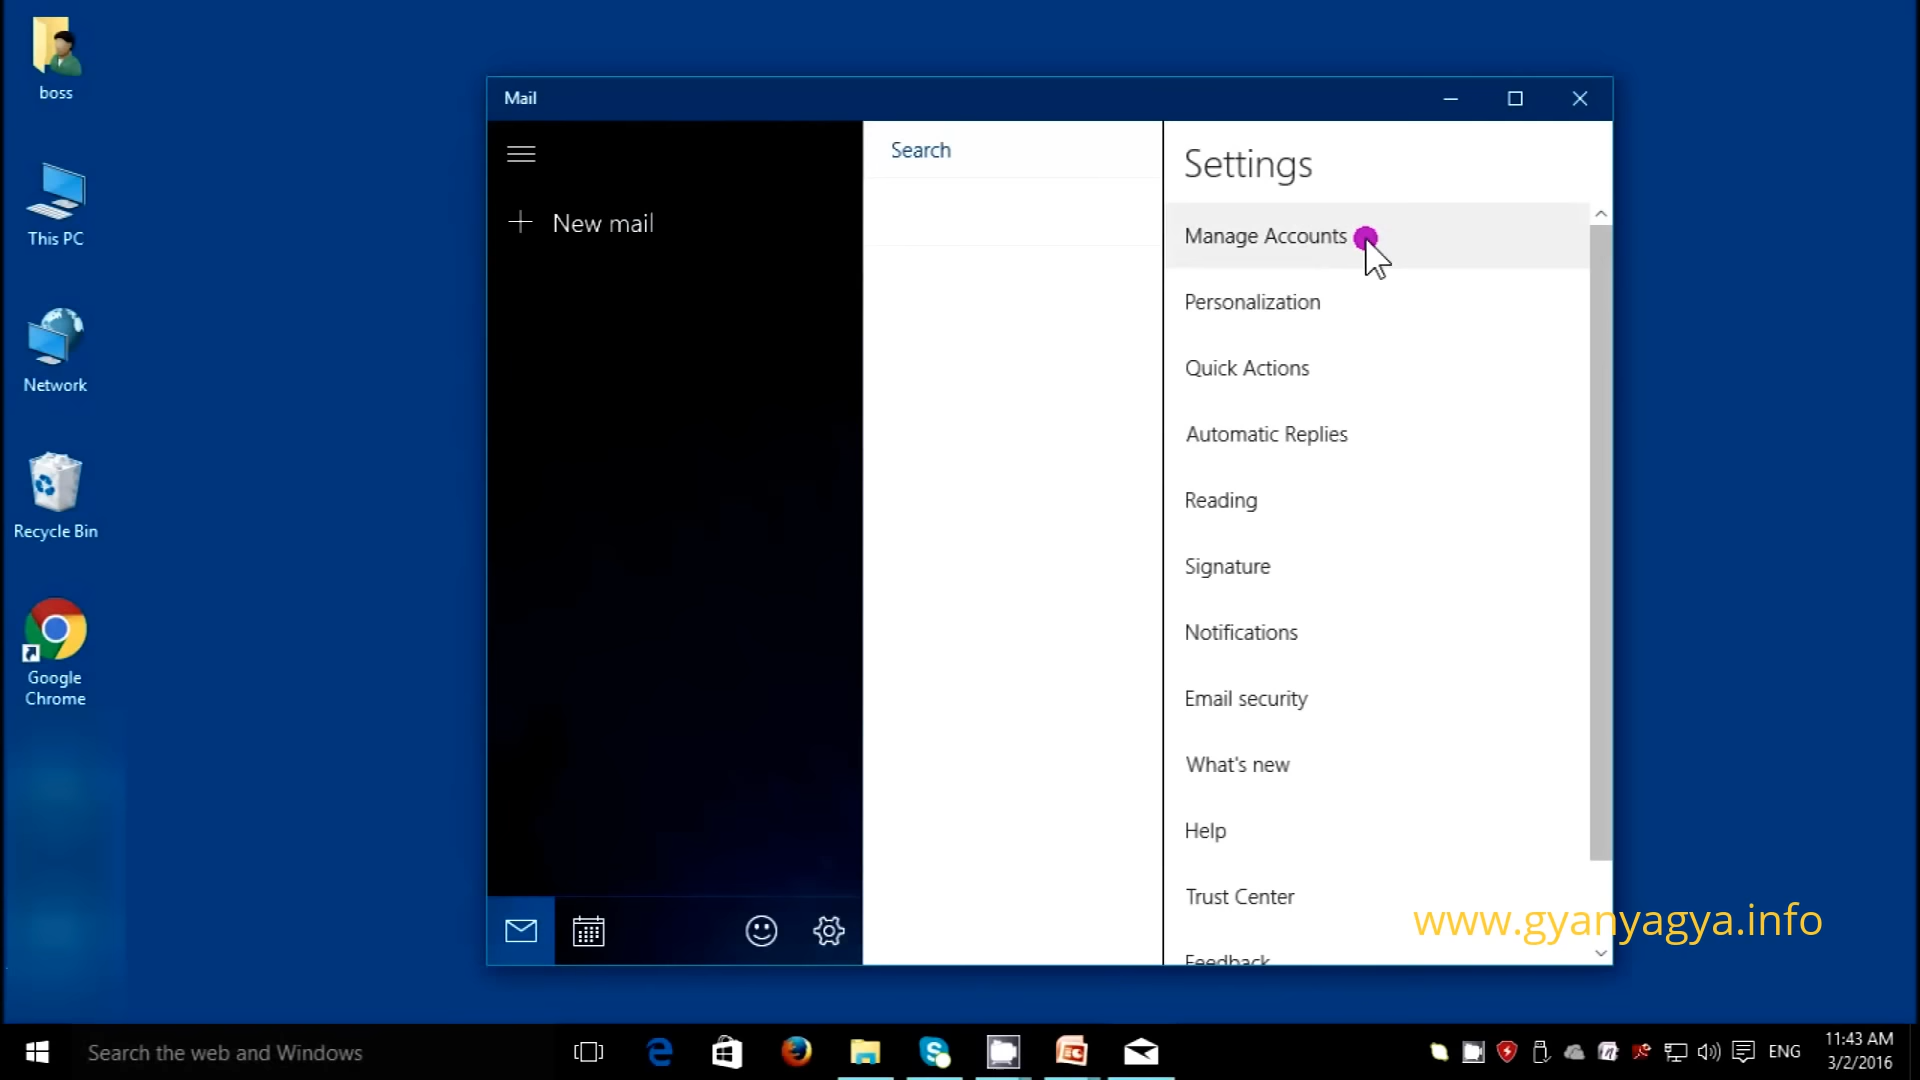 boss
This PC
Network
Recycle Bin
Google
Chrome
Mail
New mail
Search
Settings
Manage Accounts
Personalization
Quick Actions
Automatic Replies
Reading
Signature
Notifications
Email security
What's new
Help
Trust Center
Feedback
www.gyanyagya.info
Search the web and Windows
ENG
11:43 AM
3/2/2016